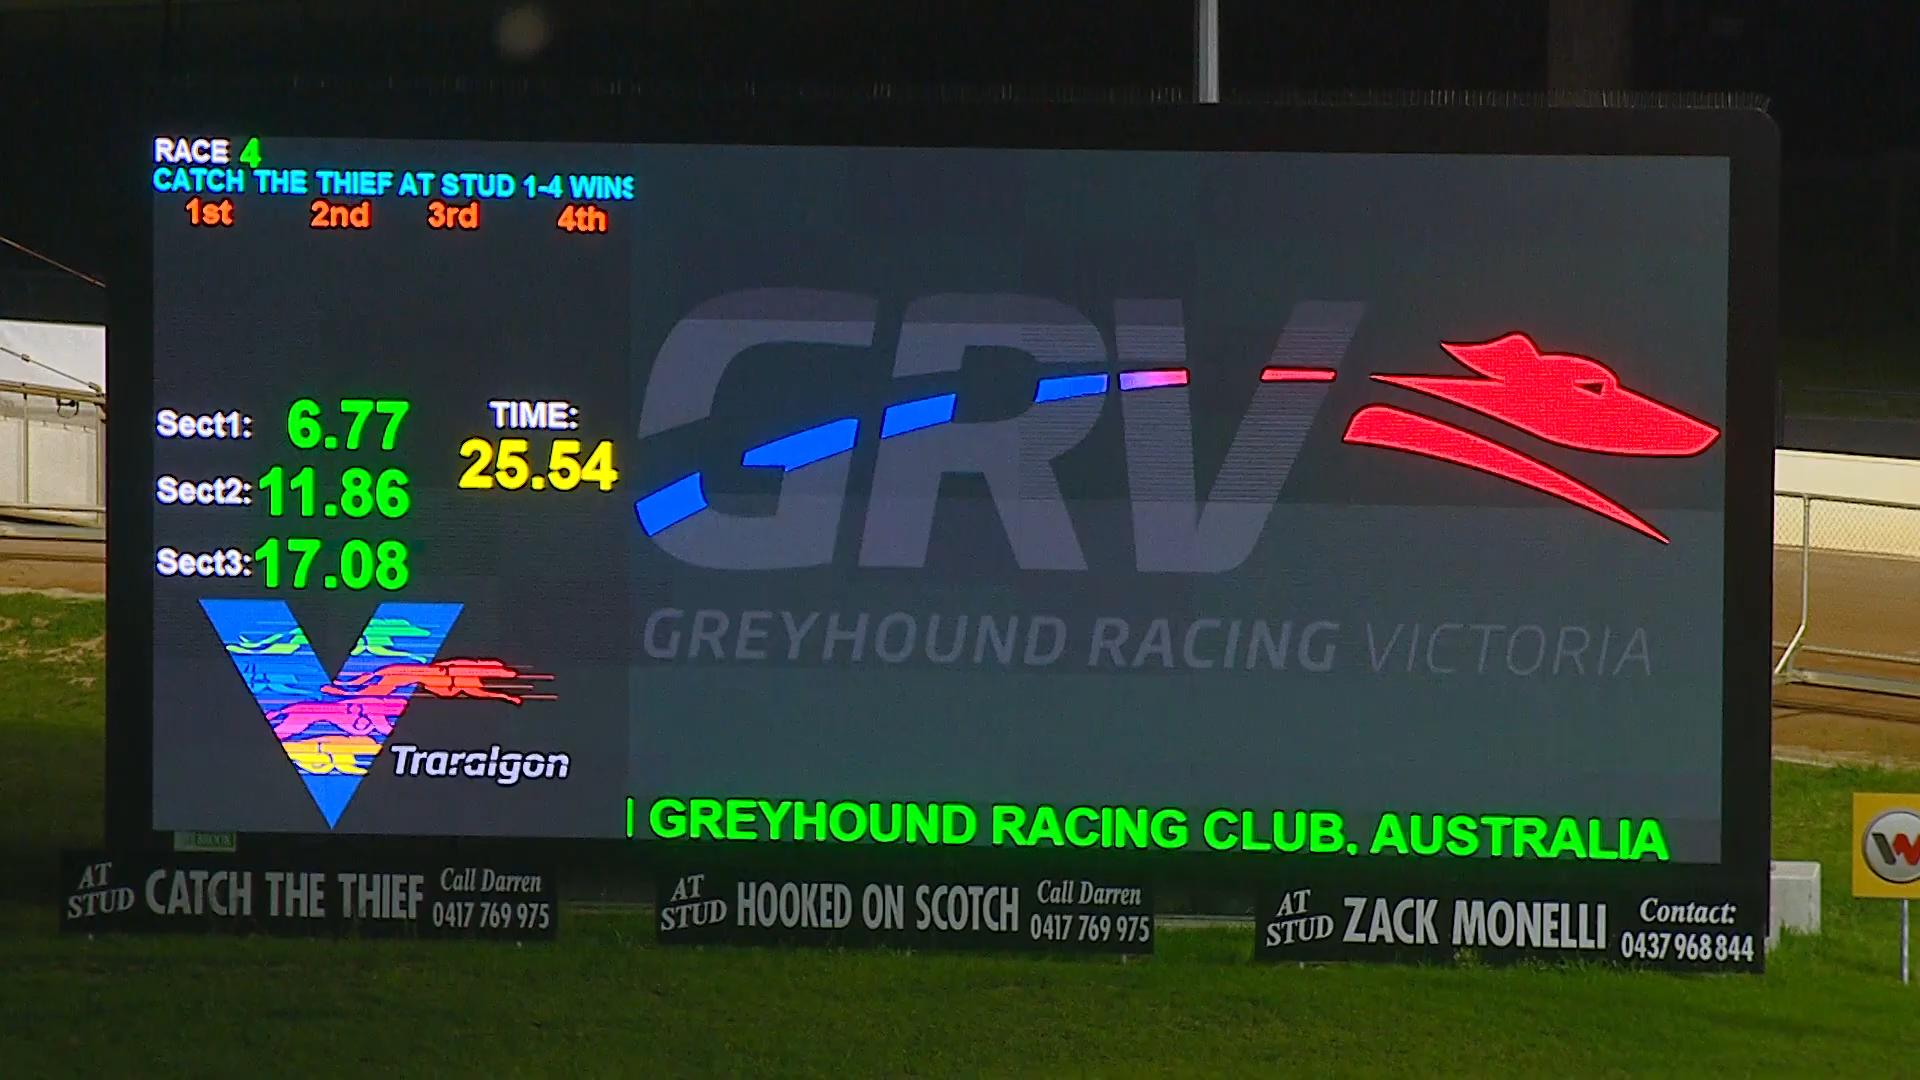 RACE 4
CATCH THE THIEF AT STUD 1-4 WINS
1st 2nd 3rd 4th
Sect1: 6.77
Sect2: 11.86
Sect3: 17.08
TIME:
25.54
GRV
GREYHOUND RACING VICTORIA
Traralgon
GREYHOUND RACING CLUB. AUSTRALIA
AT STUD CATCH THE THIEF Call Darren 0417 769 975
AT STUD HOOKED ON SCOTCH Call Darren 0417 769 975
AT STUD ZACK MONELLI Contact: 0437 968 844